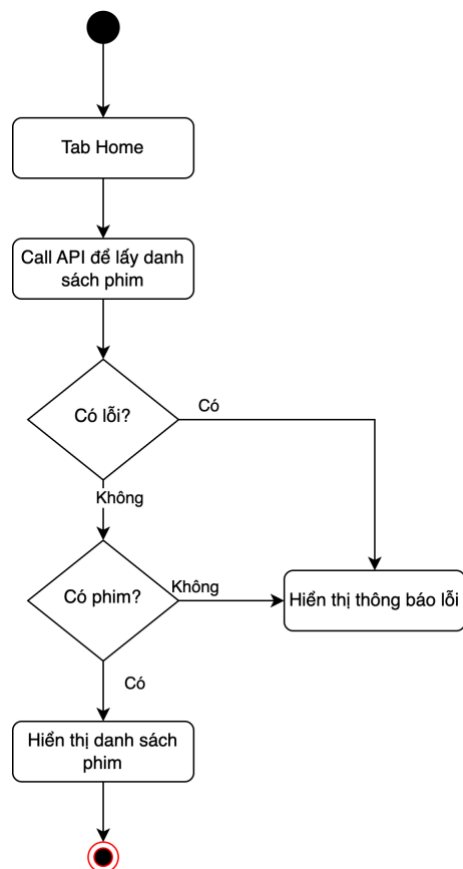 Tab Home
Call API để lấy danh
sách phim
Có lỗi?
Có
Không
Có phim?
Không
Hiển thị thông báo lỗi
Có
Hiển thị danh sách
phim